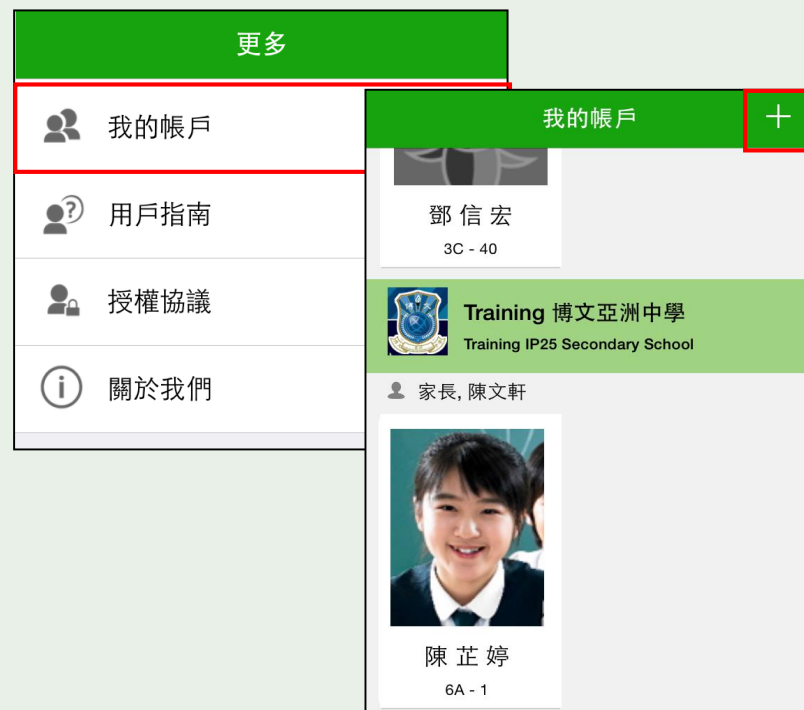 更多
我的帳戶
用戶指南
授權協議
關於我們
我的帳戶
鄧信宏
3C - 40
Training 博文亞洲中學
Training IP25 Secondary School
家長, 陳文軒
陳芷婷
6A - 1